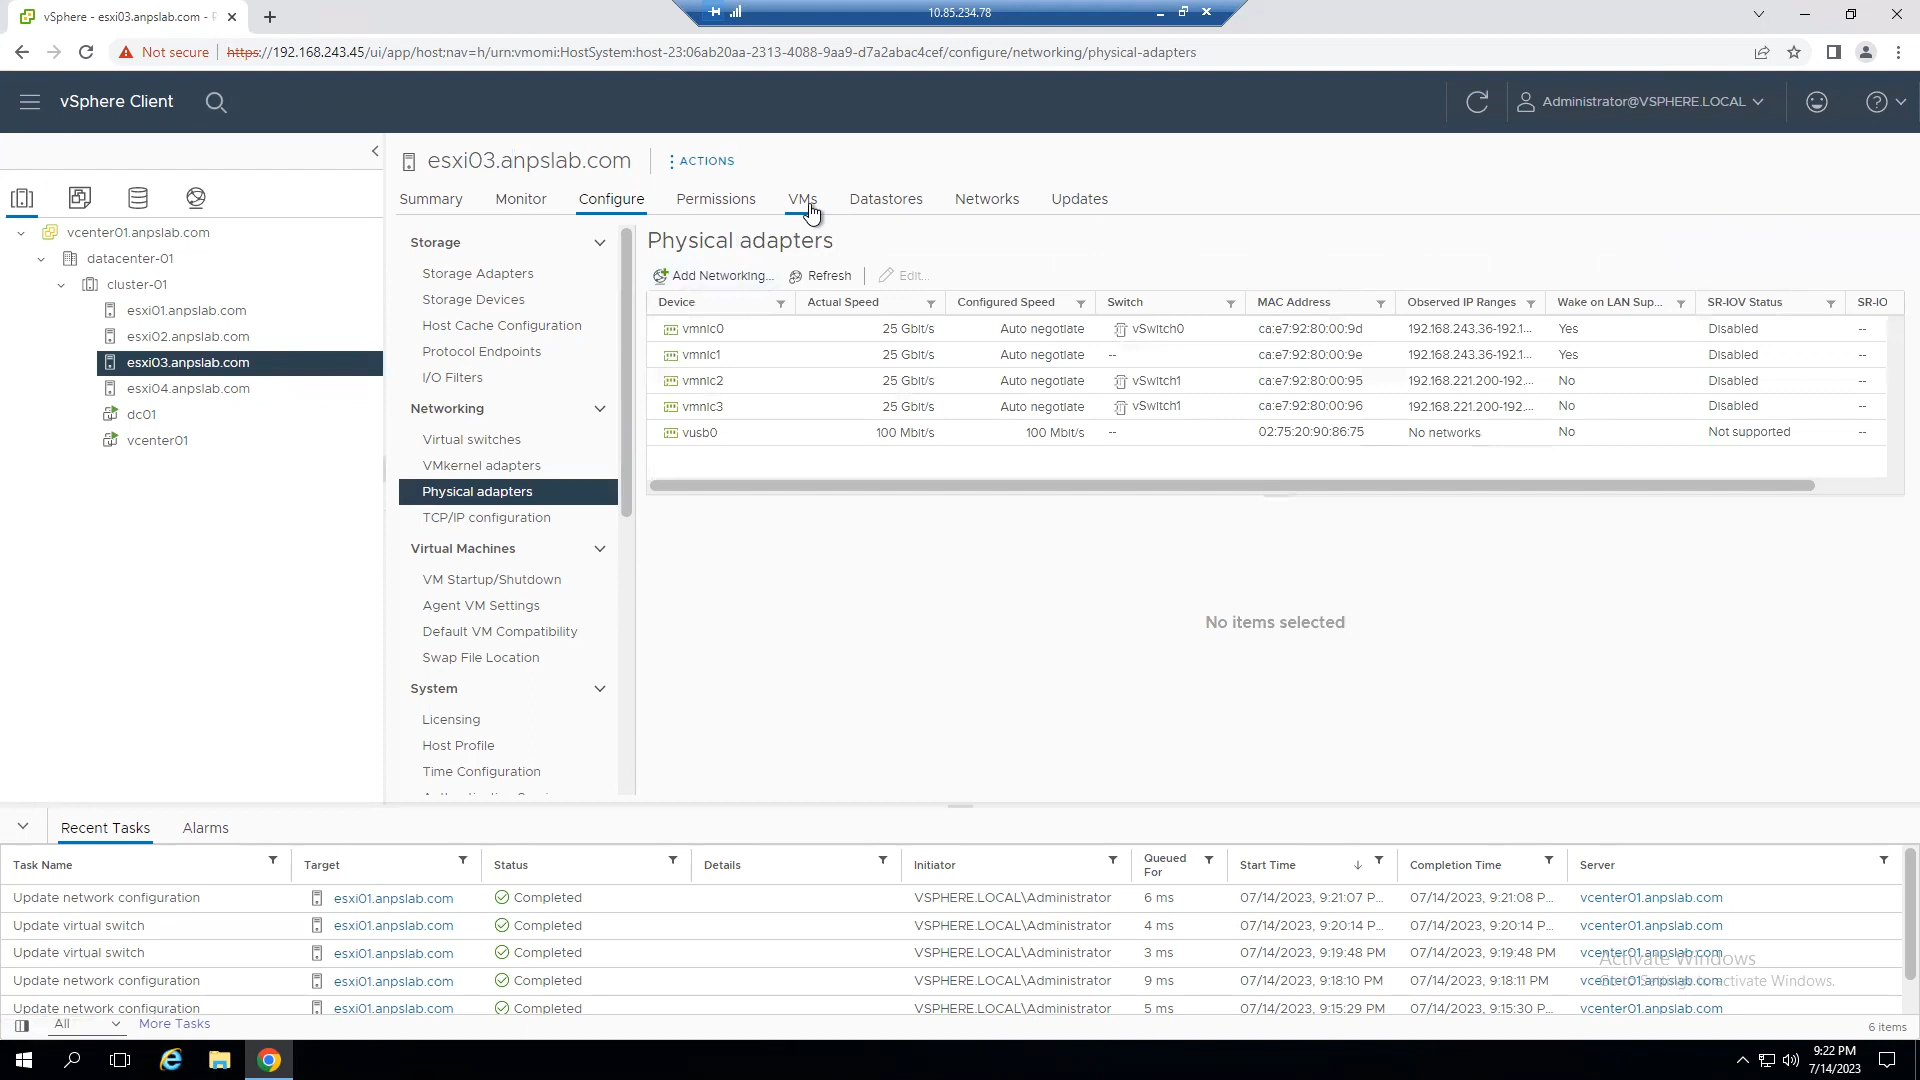 vSphere - esxi03.anpslab.com -
10.85.234.78
Not secure
https://192.168.243.45/ui/app/host;nav=h/urn:vmomi:HostSystem:host-23:06ab20aa-2313-4088-9aa9-d7a2abac4cef/configure/networking/physical-adapters
vSphere Client
Administrator@VSPHERE.LOCAL
esxi03.anpslab.com
ACTIONS
Summary
Monitor
Configure
Permissions
VMs
Datastores
Networks
Updates
vcenter01.anpslab.com
datacenter-01
cluster-01
esxi01.anpslab.com
esxi02.anpslab.com
esxi03.anpslab.com
esxi04.anpslab.com
dc01
vcenter01
Storage
Storage Adapters
Storage Devices
Host Cache Configuration
Protocol Endpoints
I/O Filters
Networking
Virtual switches
VMkernel adapters
Physical adapters
TCP/IP configuration
Virtual Machines
VM Startup/Shutdown
Agent VM Settings
Default VM Compatibility
Swap File Location
System
Licensing
Host Profile
Time Configuration
Physical adapters
Add Networking...
Refresh
Edit...
Device Actual Speed Configured Speed Switch MAC Address Observed IP Ranges Wake on LAN Sup... SR-IOV Status SR-IO
vmnic0 25 Gbit/s Auto negotiate vSwitch0 ca:e7:92:80:00:9d 192.168.243.36-192.1... Yes Disabled --
vmnic1 25 Gbit/s Auto negotiate -- ca:e7:92:80:00:9e 192.168.243.36-192.1... Yes Disabled --
vmnic2 25 Gbit/s Auto negotiate vSwitch1 ca:e7:92:80:00:95 192.168.221.200-192.... No Disabled --
vmnic3 25 Gbit/s Auto negotiate vSwitch1 ca:e7:92:80:00:96 192.168.221.200-192.... No Disabled --
vusb0 100 Mbit/s 100 Mbit/s -- 02:75:20:90:86:75 No networks No Not supported --
No items selected
Recent Tasks
Alarms
Task Name Target Status Details Initiator Queued For Start Time Completion Time Server
Update network configuration esxi01.anpslab.com Completed VSPHERE.LOCAL\Administrator 6 ms 07/14/2023, 9:21:07 P... 07/14/2023, 9:21:08 P... vcenter01.anpslab.com
Update virtual switch esxi01.anpslab.com Completed VSPHERE.LOCAL\Administrator 4 ms 07/14/2023, 9:20:14 P... 07/14/2023, 9:20:14 P... vcenter01.anpslab.com
Update virtual switch esxi01.anpslab.com Completed VSPHERE.LOCAL\Administrator 3 ms 07/14/2023, 9:19:48 PM 07/14/2023, 9:19:48 PM vcenter01.anpslab.com
Update network configuration esxi01.anpslab.com Completed VSPHERE.LOCAL\Administrator 9 ms 07/14/2023, 9:18:10 PM 07/14/2023, 9:18:11 PM vcenter01.anpslab.com
Update network configuration esxi01.anpslab.com Completed VSPHERE.LOCAL\Administrator 5 ms 07/14/2023, 9:15:29 PM 07/14/2023, 9:15:30 P... vcenter01.anpslab.com
Activate Windows
Go to Settings to activate Windows.
All
More Tasks
6 items
9:22 PM
7/14/2023